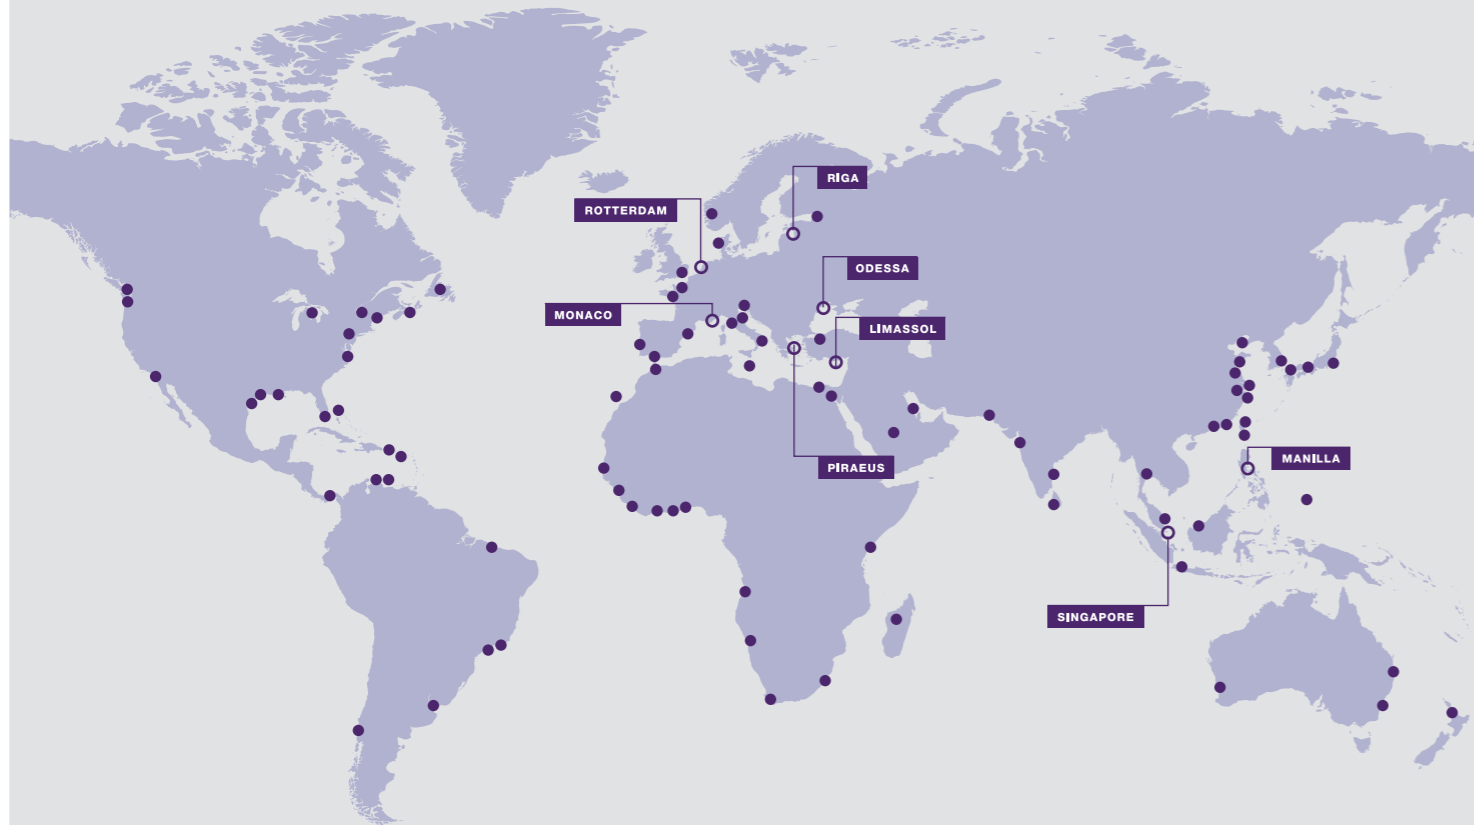 RIGA
ROTTERDAM
ODESSA
MONACO
LIMASSOL
PIRAEUS
MANILLA
SINGAPORE